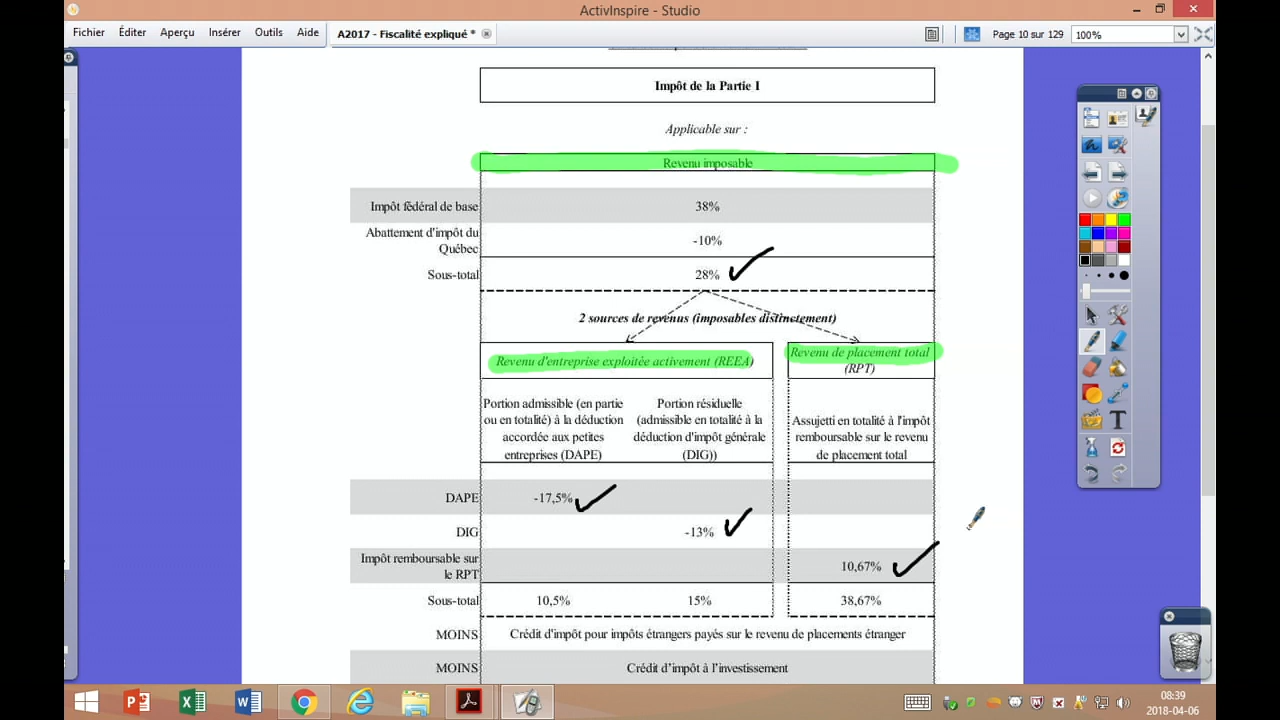 ActivInspire - Studio
Fichier Éditer Aperçu Insérer Outils Aide
A2017 - Fiscalité expliqué *
Page 10 sur 129
100%
Impôt de la Partie I
Applicable sur :
Revenu imposable
Impôt fédéral de base 38%
Abattement d'impôt du
Québec -10%
Sous-total 28%
2 sources de revenus (imposables distinctement)
Revenu d'entreprise exploitée activement (REEA)
Revenu de placement total
(RPT)
Portion admissible (en partie
ou en totalité) à la déduction
accordée aux petites
entreprises (DAPE)
Portion résiduelle
(admissible en totalité à la
déduction d'impôt générale
(DIG))
Assujetti en totalité à l'impôt
remboursable sur le revenu
de placement total
DAPE -17,5%
DIG -13%
Impôt remboursable sur
le RPT 10,67%
Sous-total 10,5% 15% 38,67%
MOINS Crédit d'impôt pour impôts étrangers payés sur le revenu de placements étranger
MOINS Crédit d'impôt à l'investissement
08:39
2018-04-06